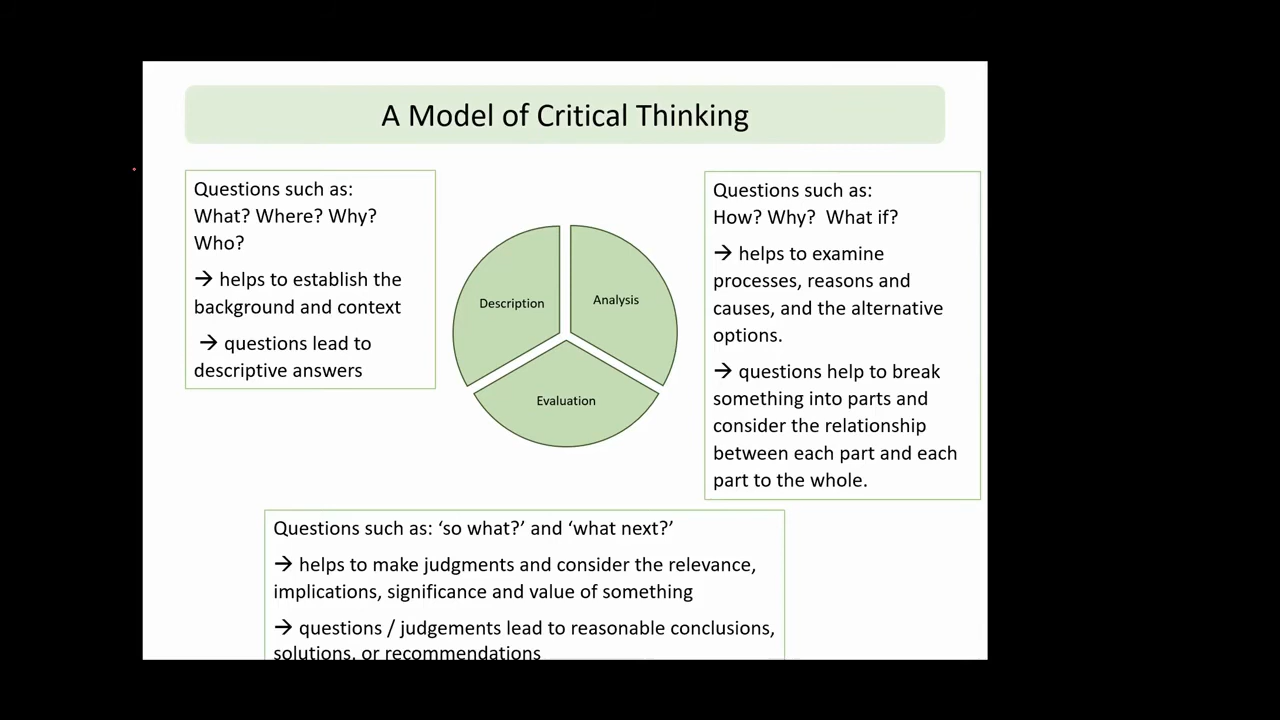 A Model of Critical Thinking
Questions such as:
What? Where? Why?
Who?
→ helps to establish the
background and context
→ questions lead to
descriptive answers
Description
Analysis
Evaluation
Questions such as:
How? Why? What if?
→ helps to examine
processes, reasons and
causes, and the alternative
options.
→ questions help to break
something into parts and
consider the relationship
between each part and each
part to the whole.
Questions such as: ‘so what?’ and ‘what next?’
→ helps to make judgments and consider the relevance,
implications, significance and value of something
→ questions / judgements lead to reasonable conclusions,
solutions, or recommendations